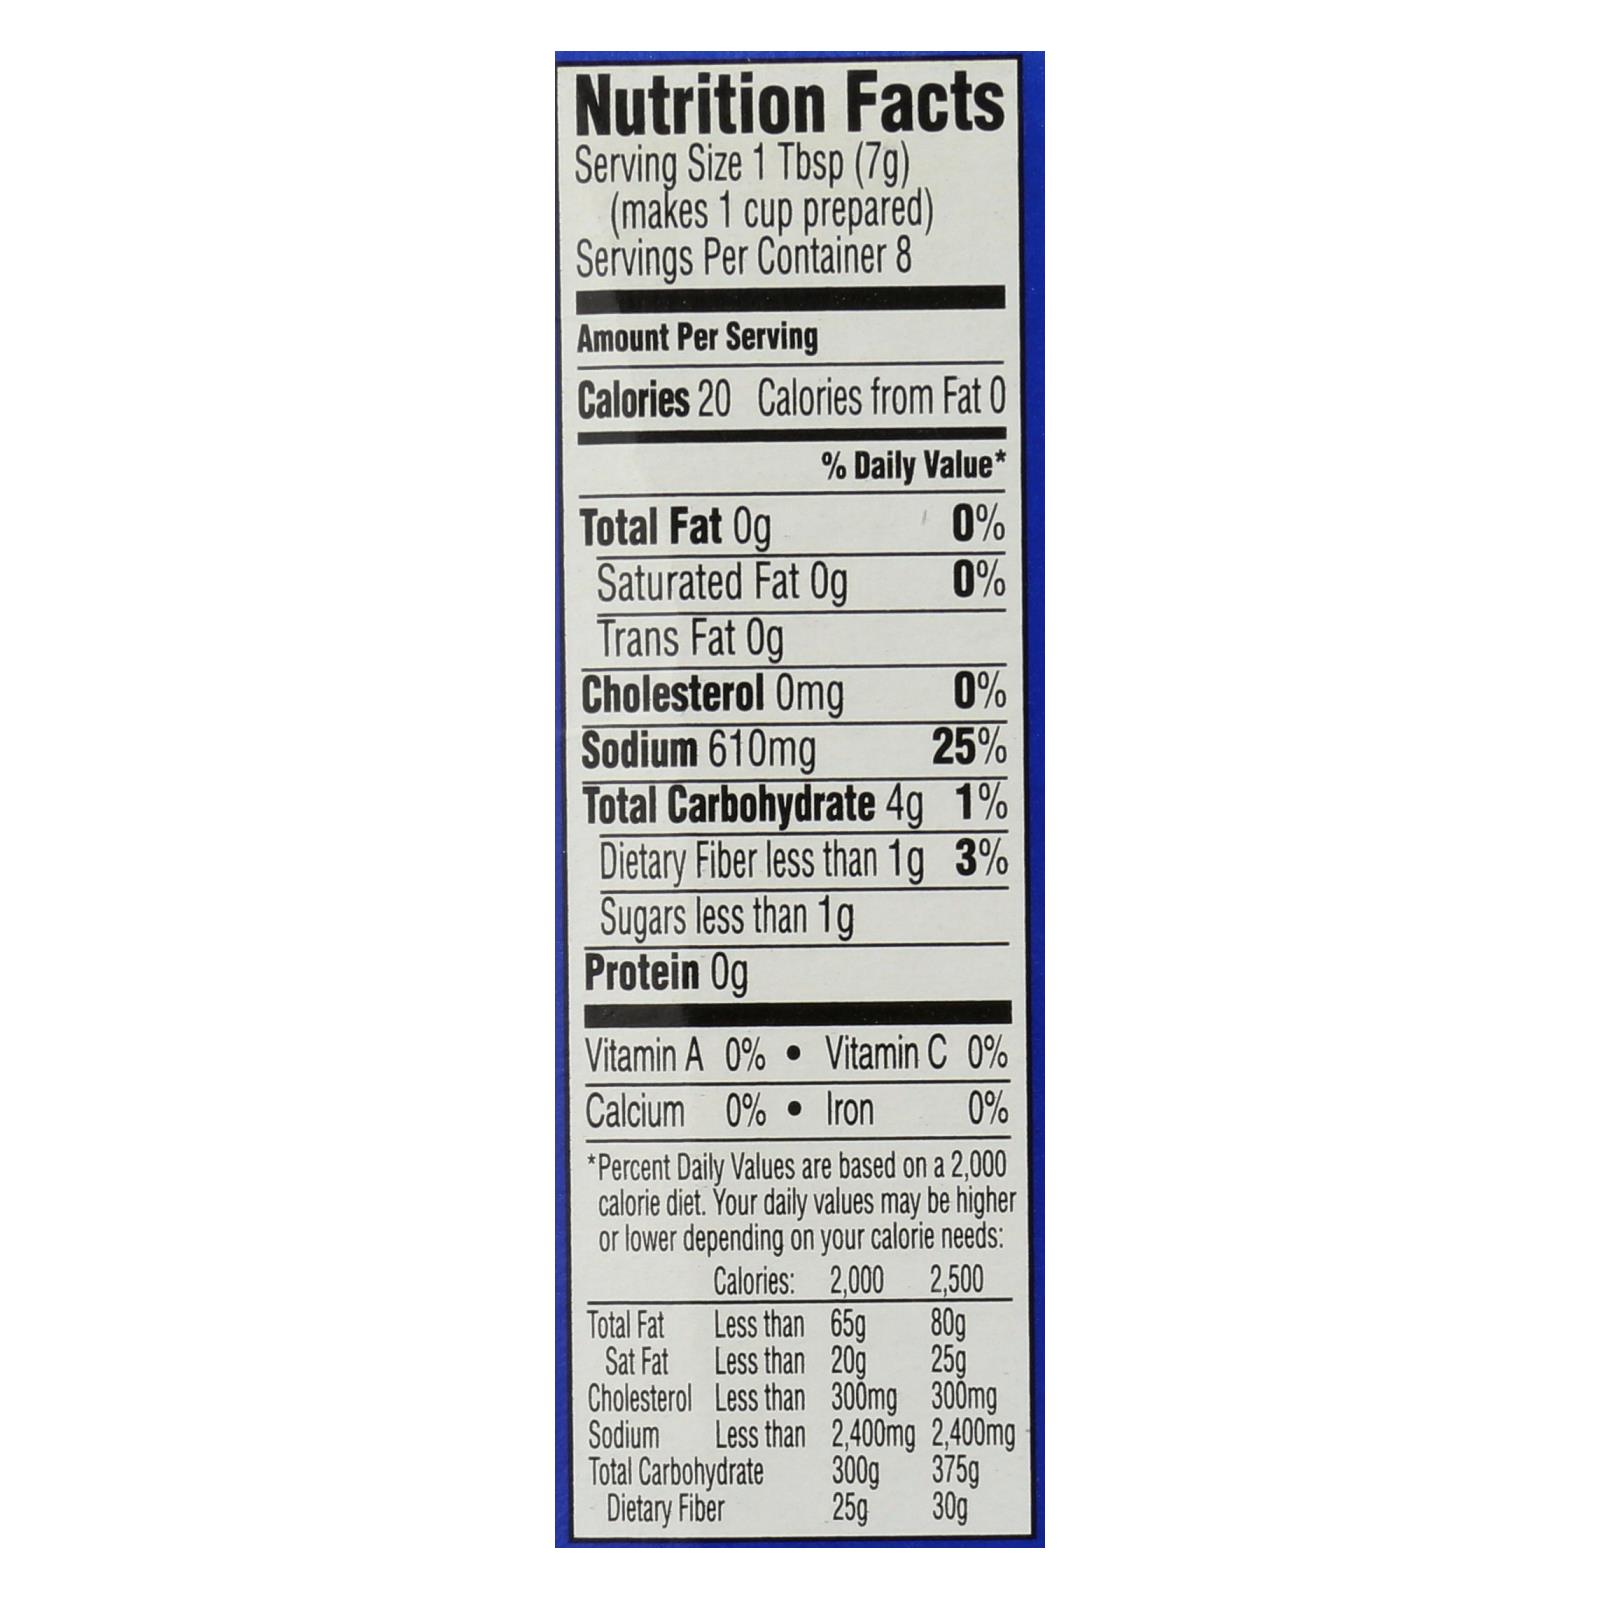 Nutrition Facts
Serving Size 1 Tbsp (7g)
(makes 1 cup prepared)
Servings Per Container 8
Amount Per Serving
Calories 20 Calories from Fat 0
% Daily Value*
Total Fat 0g 0%
Saturated Fat 0g 0%
Trans Fat 0g
Cholesterol 0mg 0%
Sodium 610mg 25%
Total Carbohydrate 4g 1%
Dietary Fiber less than 1g 3%
Sugars less than 1g
Protein 0g
Vitamin A 0% • Vitamin C 0%
Calcium 0% • Iron 0%
*Percent Daily Values are based on a 2,000
calorie diet. Your daily values may be higher
or lower depending on your calorie needs:
Calories: 2,000 2,500
Total Fat Less than 65g 80g
Sat Fat Less than 20g 25g
Cholesterol Less than 300mg 300mg
Sodium Less than 2,400mg 2,400mg
Total Carbohydrate 300g 375g
Dietary Fiber 25g 30g